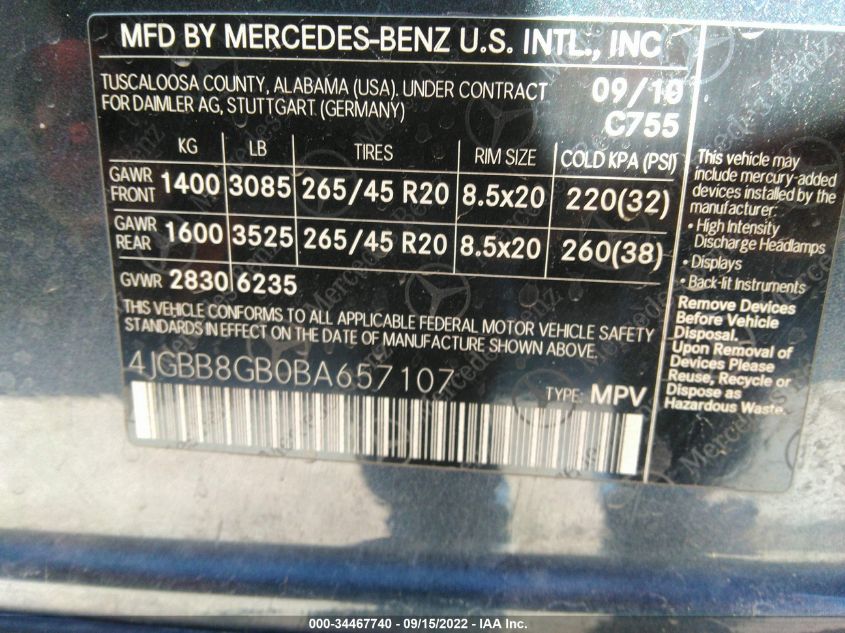 MFD BY MERCEDES-BENZ U.S. INTL., INC
TUSCALOOSA COUNTY, ALABAMA (USA). UNDER CONTRACT
FOR DAIMLER AG, STUTTGART (GERMANY)
09/10
C755
KG LB TIRES RIM SIZE COLD KPA (PSI)
GAWR FRONT 1400 3085 265/45 R20 8.5x20 220(32)
GAWR REAR 1600 3525 265/45 R20 8.5x20 260(38)
GVWR 2830 6235
THIS VEHICLE CONFORMS TO ALL APPLICABLE FEDERAL MOTOR VEHICLE SAFETY
STANDARDS IN EFFECT ON THE DATE OF MANUFACTURE SHOWN ABOVE.
4JGBB8GB0BA657107
TYPE: MPV
This vehicle may
include mercury-added
devices installed by the
manufacturer:
• High Intensity
Discharge Headlamps
• Displays
• Back-lit Instruments
Remove Devices
Before Vehicle
Disposal.
Upon Removal of
Devices Please
Reuse, Recycle or
Dispose as
Hazardous Waste.
Mercedes-Benz
000-34467740 - 09/15/2022 - IAA Inc.